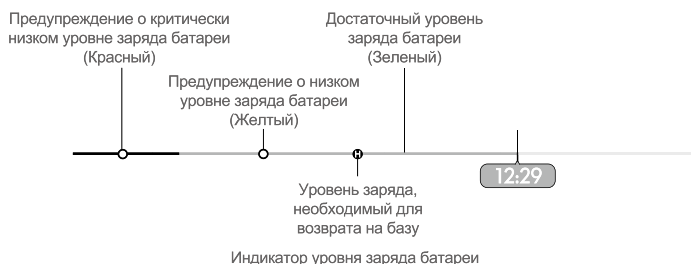 Предупреждение о критически
низком уровне заряда батареи
(Красный)
Достаточный уровень
заряда батареи
(Зеленый)
Предупреждение о низком
уровне заряда батареи
(Желтый)
H
12:29
Уровень заряда,
необходимый для
возврата на базу
Индикатор уровня заряда батареи